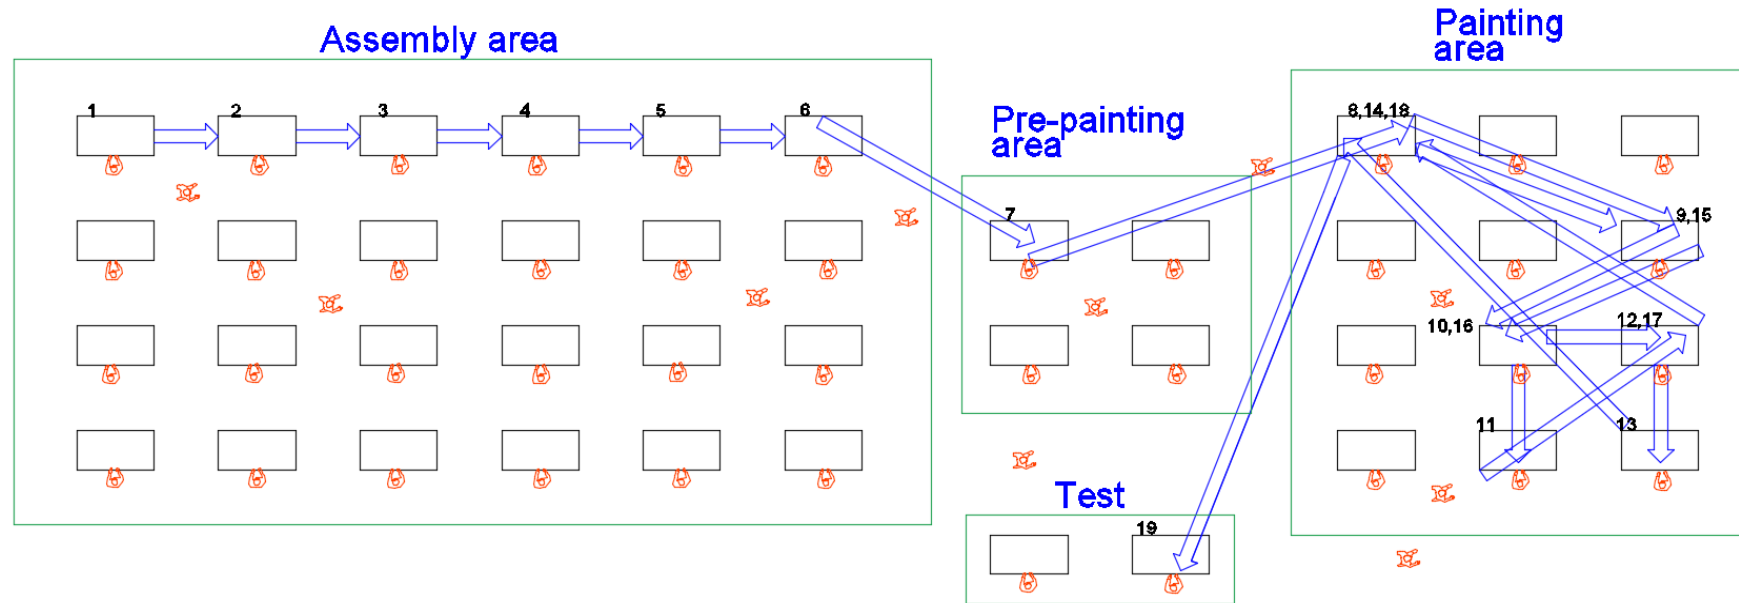 Assembly area
Painting
area
1
2
3
4
5
6
8,14,18
Pre-painting
area
7
9,15
10,16
12,17
11
13
Test
19